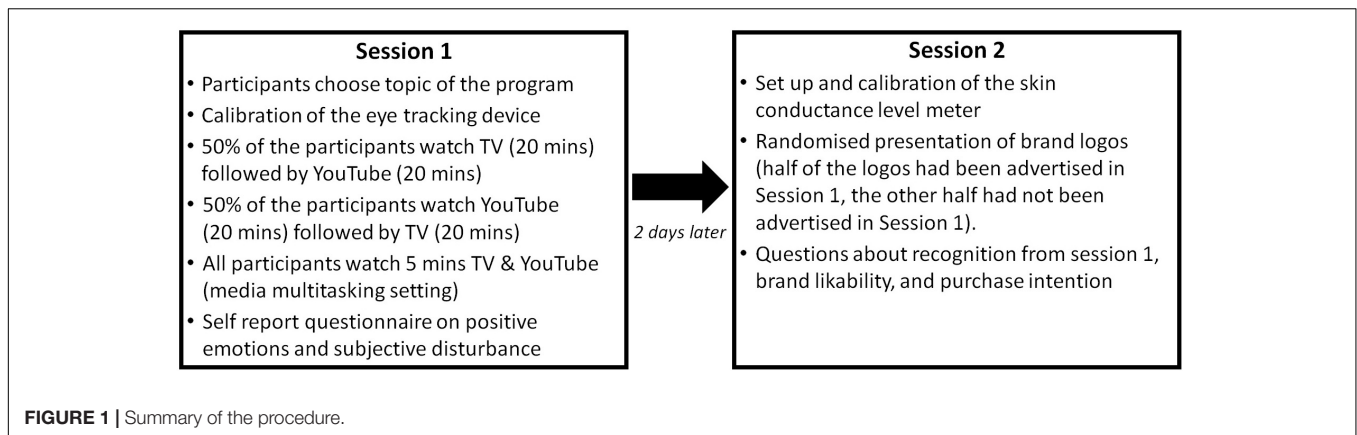 Session 1
• Participants choose topic of the program
• Calibration of the eye tracking device
• 50% of the participants watch TV (20 mins)
followed by YouTube (20 mins)
• 50% of the participants watch YouTube
(20 mins) followed by TV (20 mins)
• All participants watch 5 mins TV & YouTube
(media multitasking setting)
• Self report questionnaire on positive
emotions and subjective disturbance
2 days later
Session 2
• Set up and calibration of the skin
conductance level meter
• Randomised presentation of brand logos
(half of the logos had been advertised in
Session 1, the other half had not been
advertised in Session 1).
• Questions about recognition from session 1,
brand likability, and purchase intention
FIGURE 1 | Summary of the procedure.